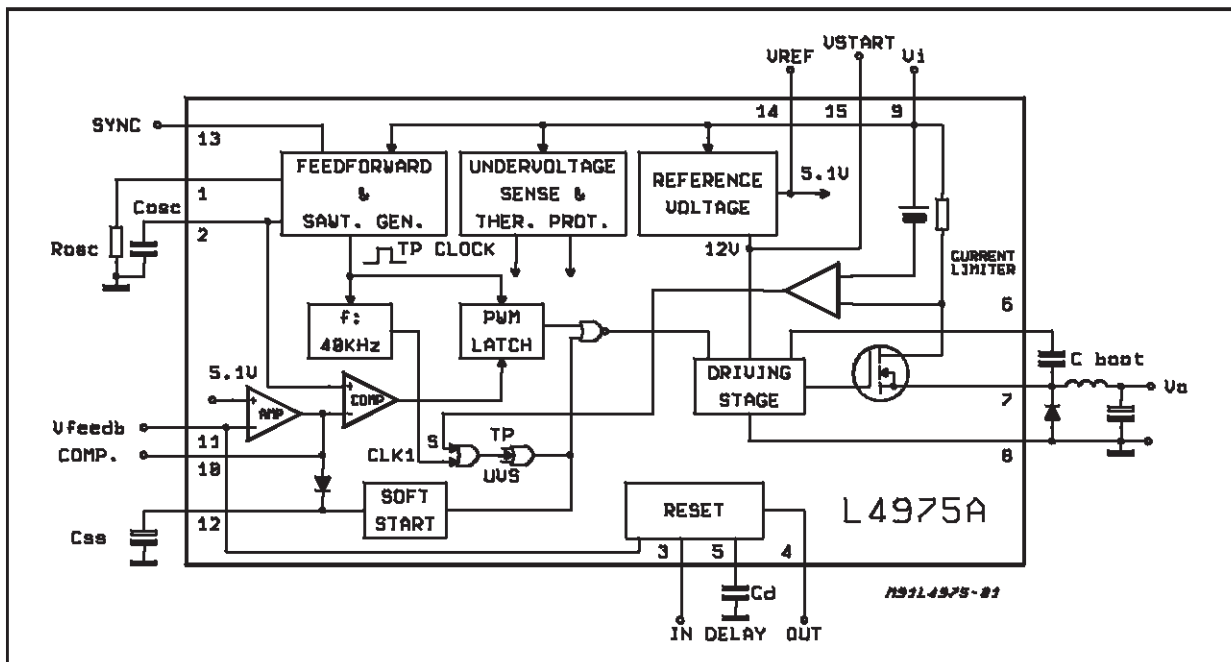 VREF
VSTART
Vi
14
15
9
SYNC
13
FEEDFORWARD
&
SAWT. GEN.
UNDERVOLTAGE
SENSE &
THER. PROT.
REFERENCE
VOLTAGE
5.1V
1
Cosc
2
Rosc
TP CLOCK
12V
CURRENT
LIMITER
6
f:
40KHz
PWM
LATCH
C boot
5.1V
+
-
AMP
+
-
COMP
DRIVING
STAGE
7
Vo
Vfeedb
11
COMP.
10
S
CLK1
TP
UVS
8
SOFT
START
12
Css
RESET
L4975A
3
5
4
Cd
M91L4975-01
IN
DELAY
OUT